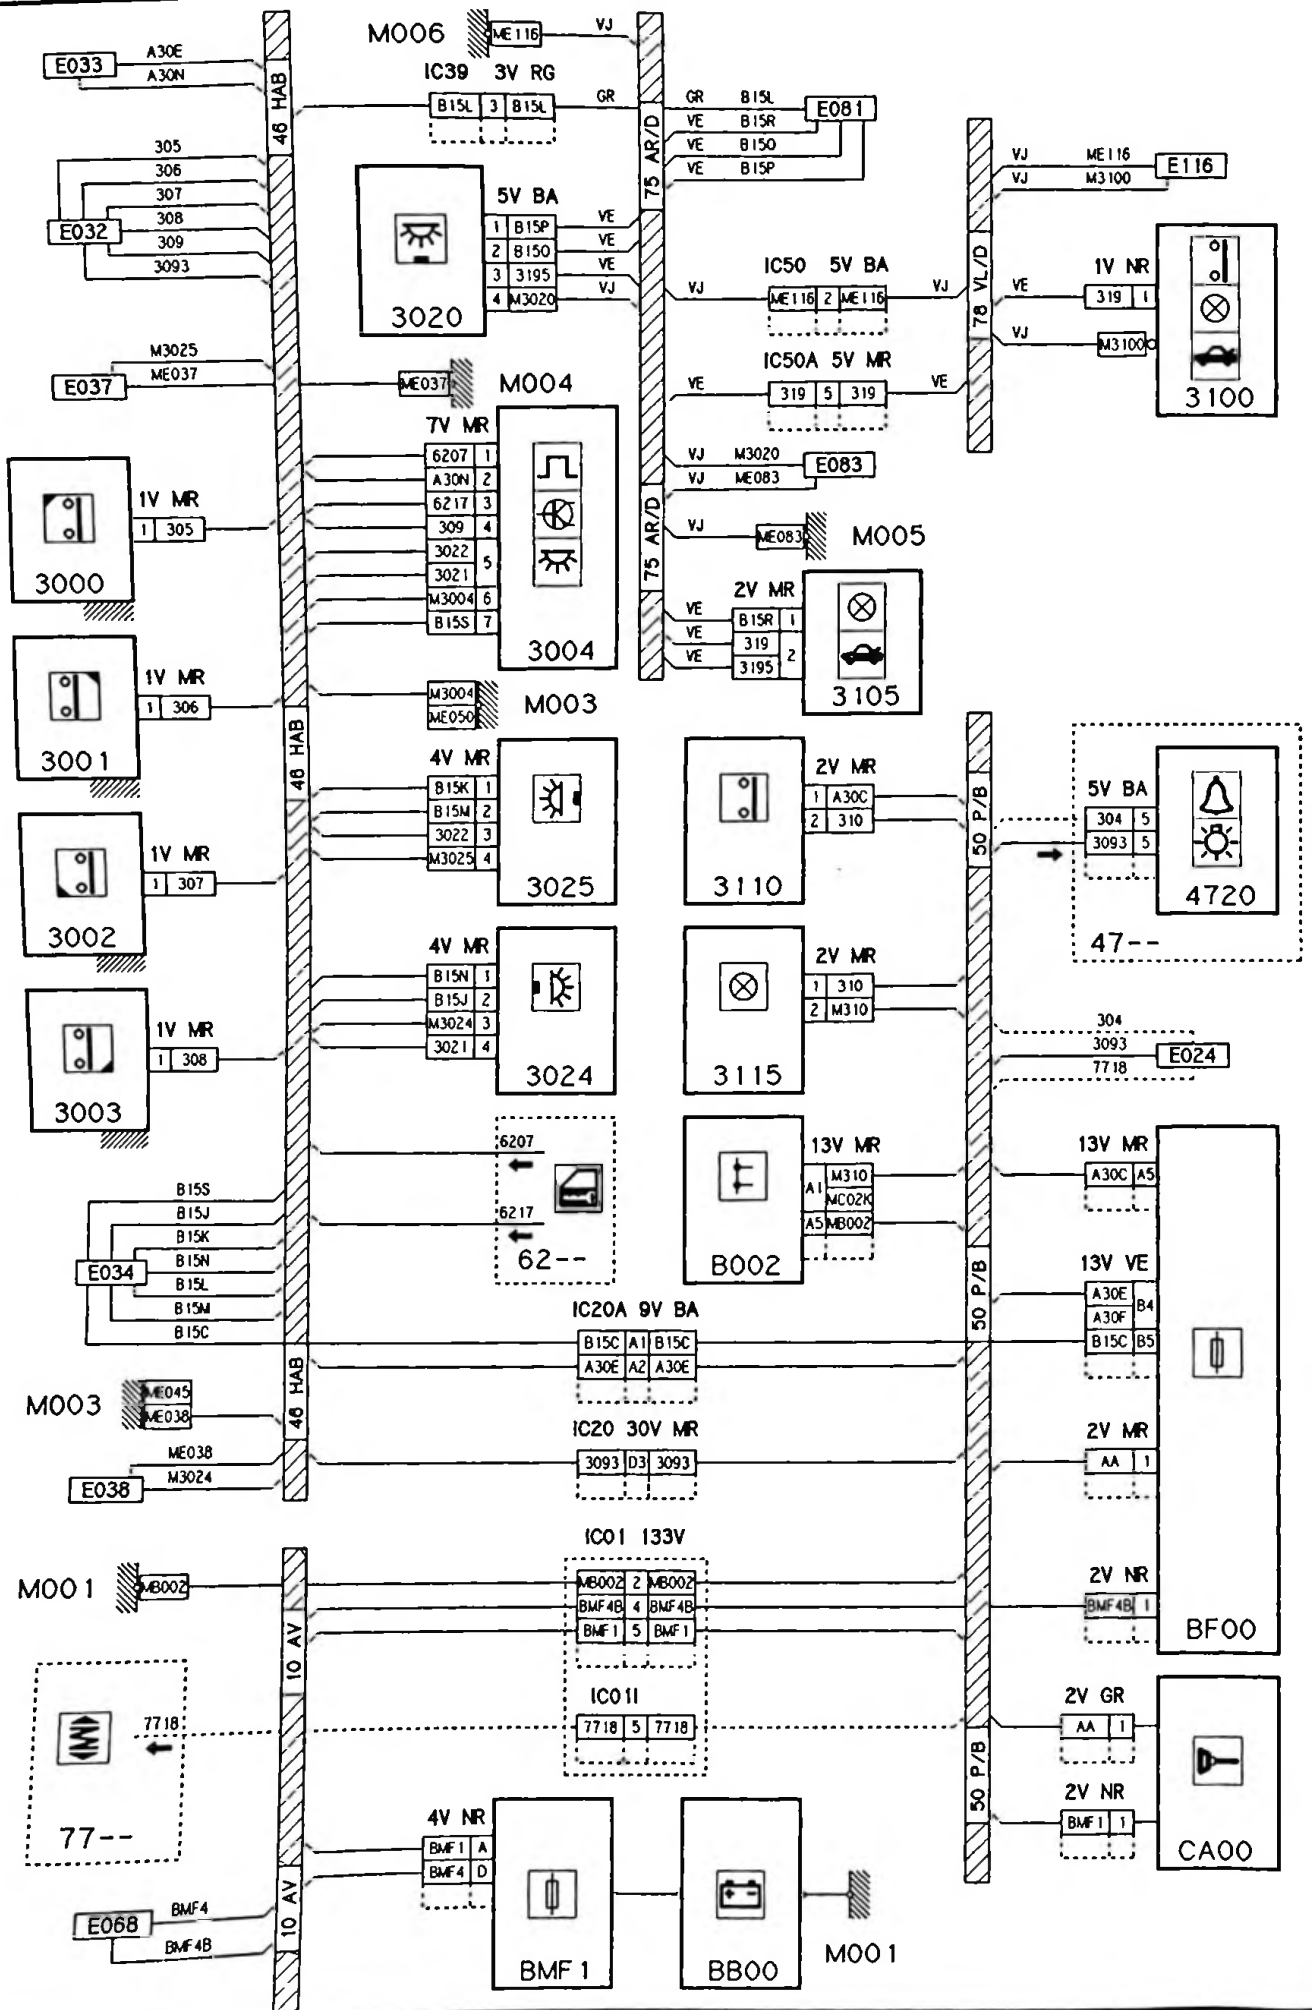 M006 ME116 VJ
E033 A30E
A30N
46 HAB
IC39 3V RG
B15L 3 B15L GR
75 AR/D
GR B15L E081
VE B15R
VE B150
VE B15P
305
306
307
E032 308
309
3093
3020
5V BA
1 B15P VE
2 B150 VE
3 3195 VE
4 M3020 VJ
78 VL/D
VJ ME116 E116
VJ M3100
IC50 5V BA
VJ ME116 2 ME116 VJ
1V NR
VE 319 1
VJ M3100
3100
M3025
E037 ME037
ME037 M004
IC50A 5V MR
VE 319 5 319 VE
7V MR
6207 1
A30N 2
6217 3
309 4
3022
3021 5
M3004 6
B15S 7
3004
VJ M3020 E083
VJ ME083
75 AR/D
VJ ME083 M005
2V MR
VE B15R 1
VE 319
VE 3195 2
3105
3000
1V MR
1 305
3001
1V MR
1 306
M3004
ME050
M003
46 HAB
4V MR
B15K 1
B15M 2
3022 3
M3025 4
3025
3110
2V MR
1 A30C
2 310
50 P/B
5V BA
304 5
3093 5
4720
47--
3002
1V MR
1 307
4V MR
B15N 1
B15J 2
M3024 3
3021 4
3024
3115
2V MR
1 310
2 M310
304
3093 E024
7718
3003
1V MR
1 308
6207
6217
62--
B002
13V MR
A1 M310
MC02K
A5 MB002
13V MR
A30C A5
B15S
B15J
B15K
E034 B15N
B15L
B15M
B15C
50 P/B
13V VE
A30E
A30F B4
B15C B5
IC20A 9V BA
B15C A1 B15C
A30E A2 A30E
46 HAB
M003 ME045
ME038
IC20 30V MR
3093 D3 3093
2V MR
AA 1
ME038
E038 M3024
IC01 133V
M001 MB002
MB002 2 MB002
BMF4B 4 BMF4B
BMF1 5 BMF1
2V NR
BMF4B 1
BF00
10 AV
IC01I
7718 5 7718
7718
77--
50 P/B
2V GR
AA 1
2V NR
BMF1 1
CA00
4V NR
BMF1 A
BMF4 D
BMF1
BB00
M001
10 AV
E068 BMF4
BMF4B